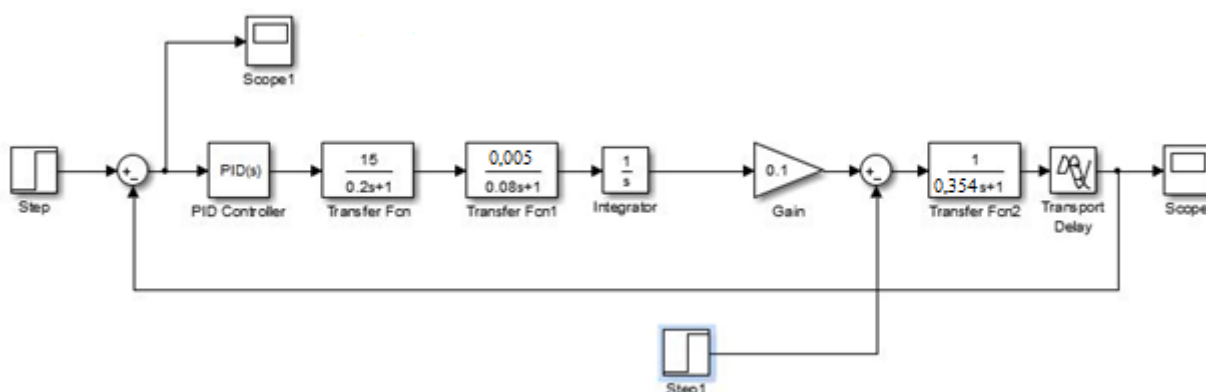 Scope1
Step
+
-
PID(s)
PID Controller
15
0.2s+1
Transfer Fcn
0,005
0.08s+1
Transfer Fcn1
1
s
Integrator
0.1
Gain
+
-
1
0,354s+1
Transfer Fcn2
Transport
Delay
Scope
Step1